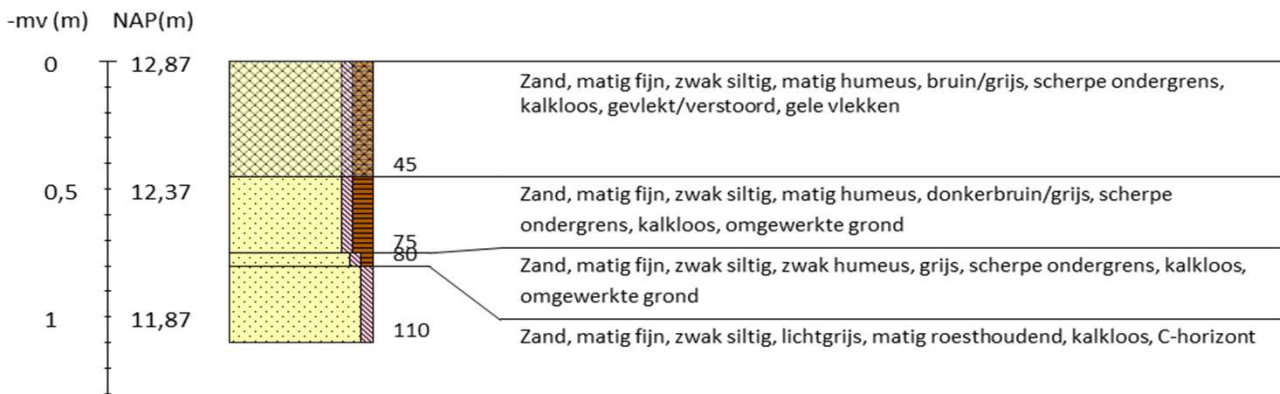 -mv (m) NAP(m)
0 12,87
Zand, matig fijn, zwak siltig, matig humeus, bruin/grijs, scherpe ondergrens,
kalkloos, gevlekt/verstoord, gele vlekken
45
0,5 12,37
Zand, matig fijn, zwak siltig, matig humeus, donkerbruin/grijs, scherpe
ondergrens, kalkloos, omgewerkte grond
75
80
Zand, matig fijn, zwak siltig, zwak humeus, grijs, scherpe ondergrens, kalkloos,
omgewerkte grond
1 11,87
110
Zand, matig fijn, zwak siltig, lichtgrijs, matig roesthoudend, kalkloos, C-horizont